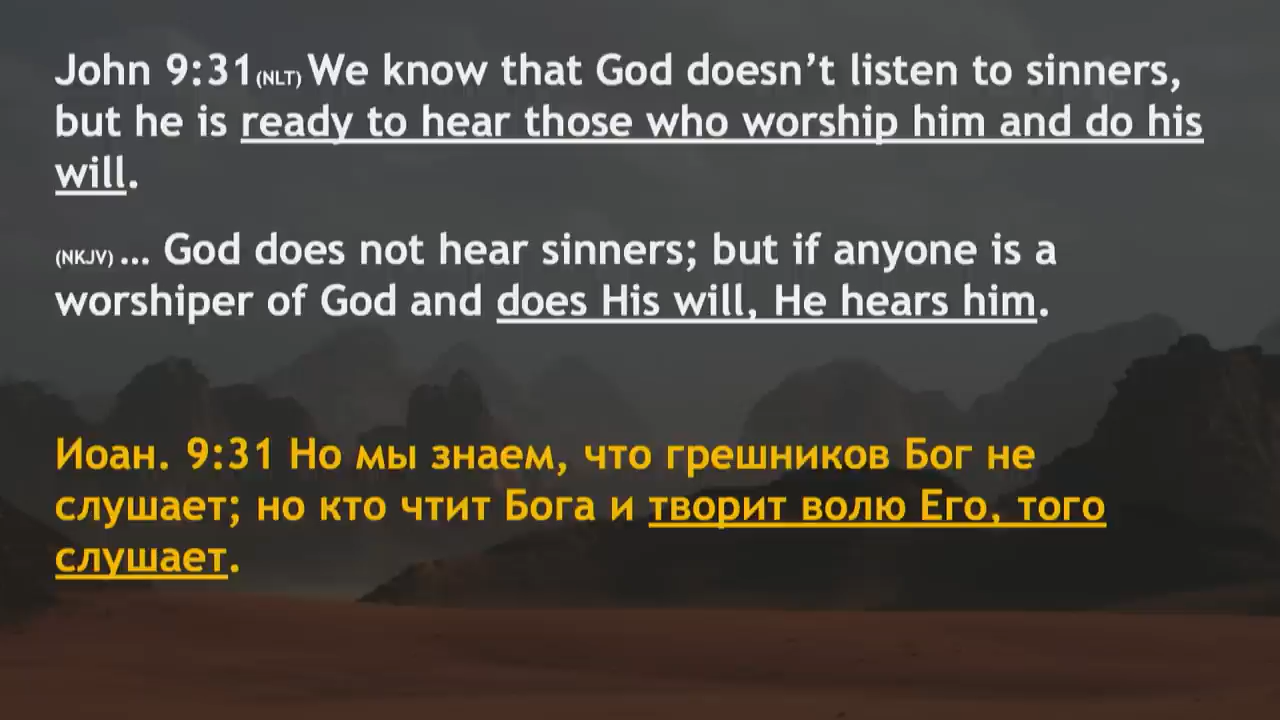 John 9:31(NLT) We know that God doesn’t listen to sinners,
but he is ready to hear those who worship him and do his
will.
(NKJV) … God does not hear sinners; but if anyone is a
worshiper of God and does His will, He hears him.
Иоан. 9:31 Но мы знаем, что грешников Бог не
слушает; но кто чтит Бога и творит волю Его, того
слушает.